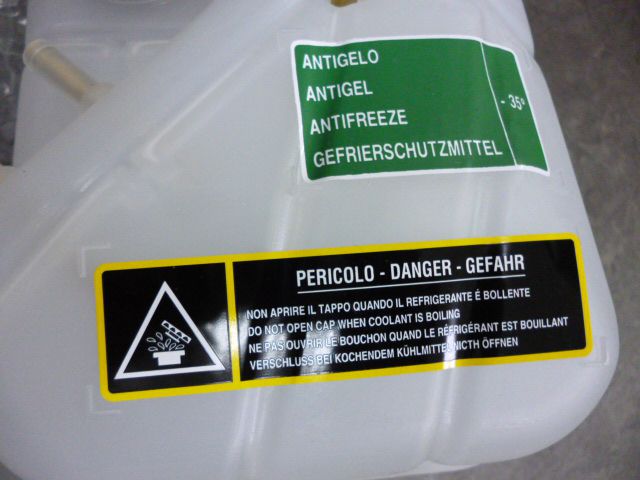 ANTIGELO
ANTIGEL
ANTIFREEZE
GEFRIERSCHUTZMITTEL
- 35°
PERICOLO - DANGER - GEFAHR
NON APRIRE IL TAPPO QUANDO IL REFRIGERANTE É BOLLENTE
DO NOT OPEN CAP WHEN COOLANT IS BOILING
NE PAS OUVRIR LE BOUCHON QUAND LE RÉFRIGÉRANT EST BOUILLANT
VERSCHLUSS BEI KOCHENDEM KÜHLMITTEL NICTH ÖFFNEN